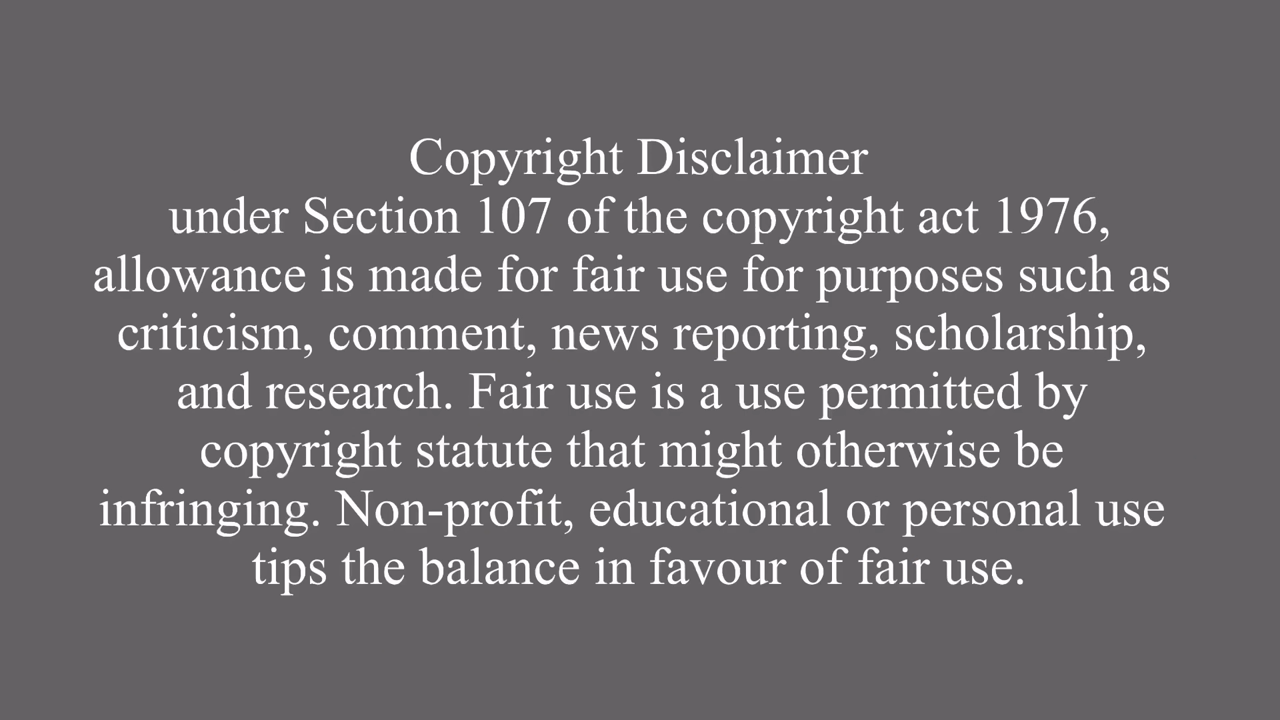 Copyright Disclaimer
under Section 107 of the copyright act 1976,
allowance is made for fair use for purposes such as
criticism, comment, news reporting, scholarship,
and research. Fair use is a use permitted by
copyright statute that might otherwise be
infringing. Non-profit, educational or personal use
tips the balance in favour of fair use.